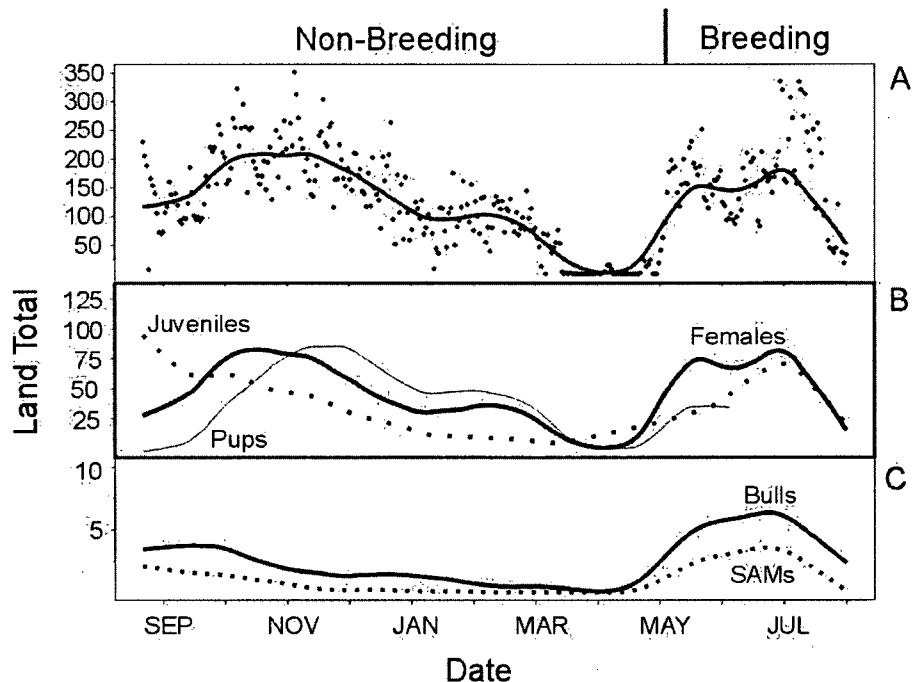 Non-Breeding Breeding
A
350
300
250
200
150
100
50
B
125
100
75
50
25
Juveniles
Females
Pups
C
10
5
Bulls
SAMs
Land Total
SEP NOV JAN MAR MAY JUL
Date